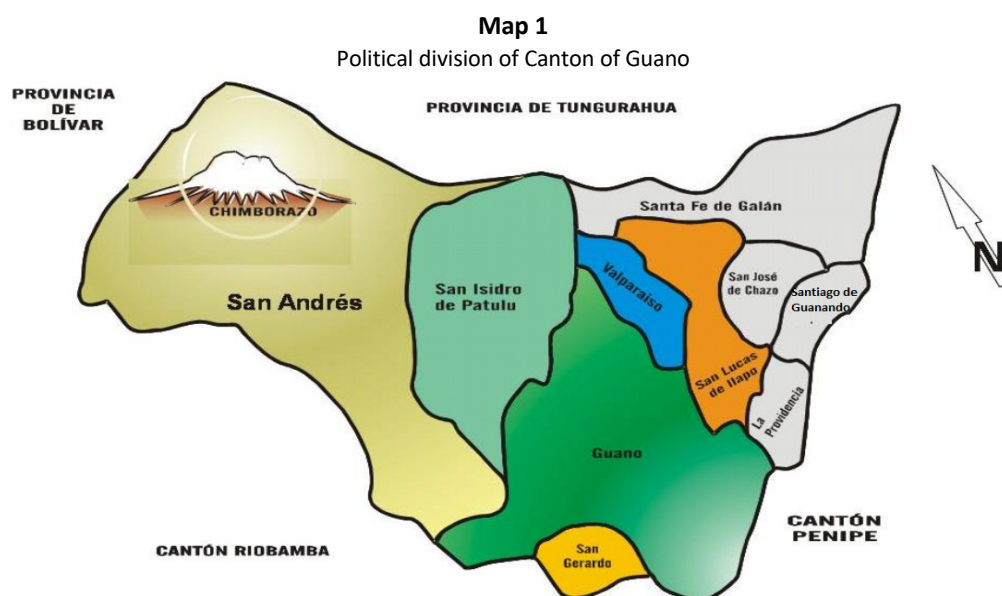 Map 1
Political division of Canton of Guano
PROVINCIA
DE
BOLÍVAR
PROVINCIA DE TUNGURAHUA
CHIMBORAZO
San Andrés
San Isidro
de Patulu
Santa Fe de Galán
Valparaiso
San José
de Chazo
Santiago de
Guanando
N
San Lucas
de Ilapo
La
Providencia
Guano
CANTÓN
PENIPE
CANTÓN RIOBAMBA
San
Gerardo